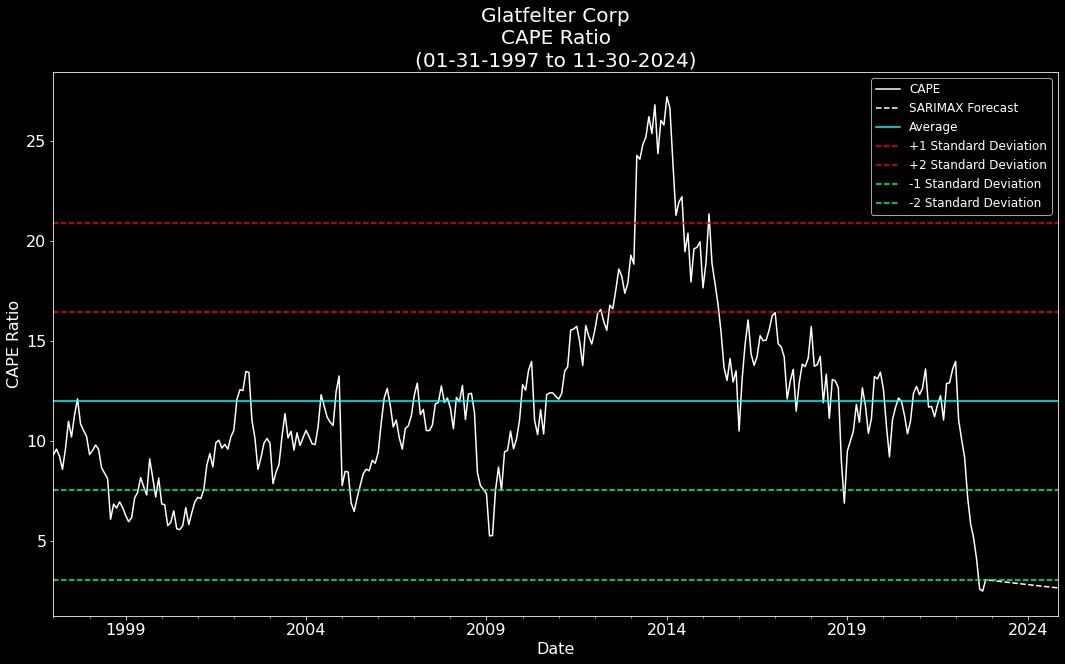 Glatfelter Corp
CAPE Ratio
(01-31-1997 to 11-30-2024)
CAPE
SARIMAX Forecast
Average
+1 Standard Deviation
+2 Standard Deviation
-1 Standard Deviation
-2 Standard Deviation
CAPE Ratio
25
20
15
10
5
1999
2004
2009
2014
2019
2024
Date